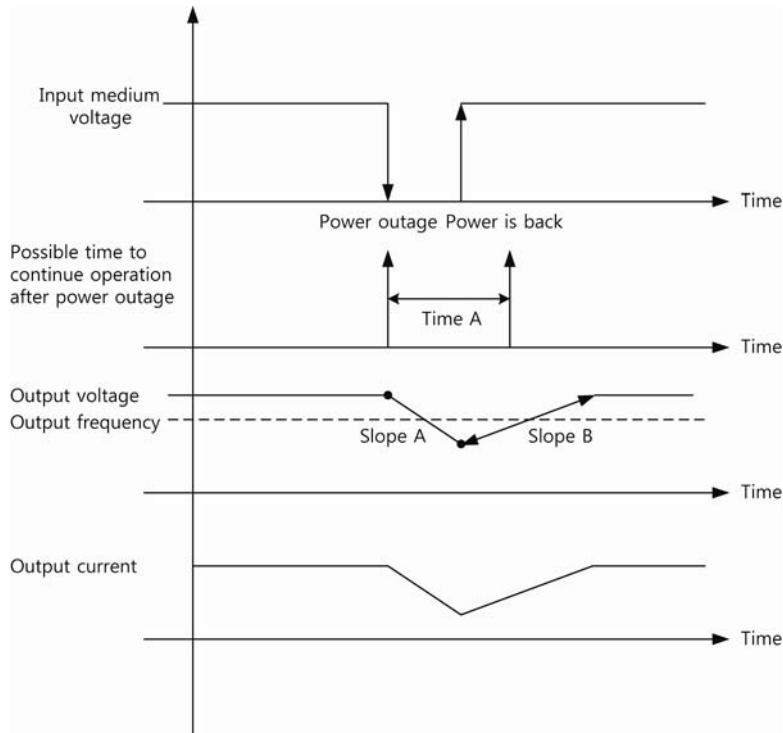 Input medium
voltage
Time
Power outage Power is back
Possible time to
continue operation
after power outage
Time A
Time
Output voltage
Output frequency
Slope A
Slope B
Time
Output current
Time